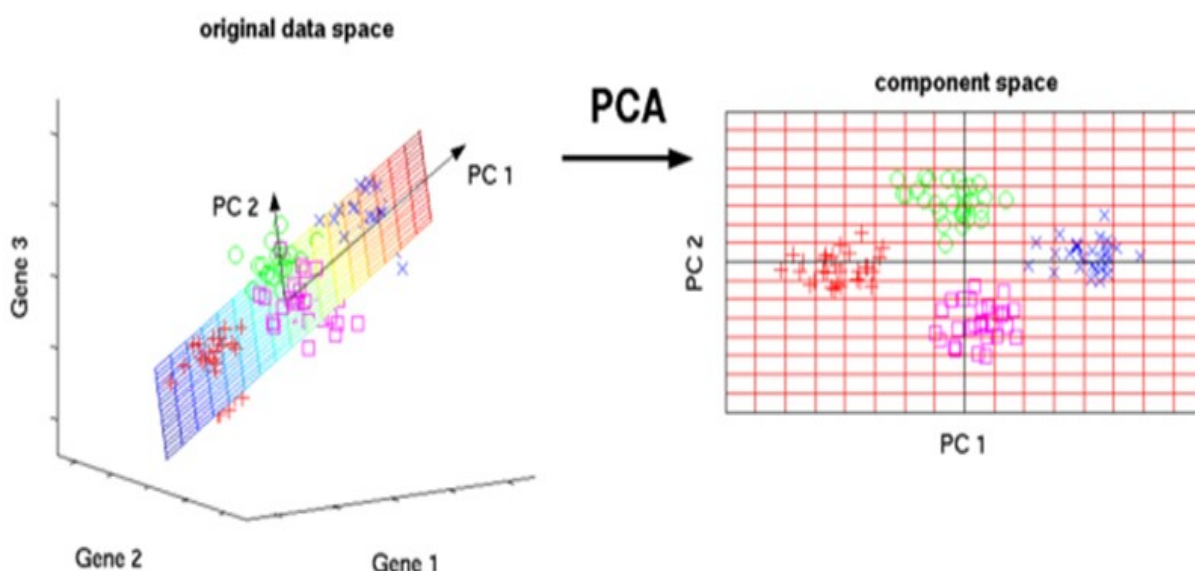 original data space
PCA
component space
PC 1
PC 2
Gene 3
Gene 2
Gene 1
PC 2
PC 1